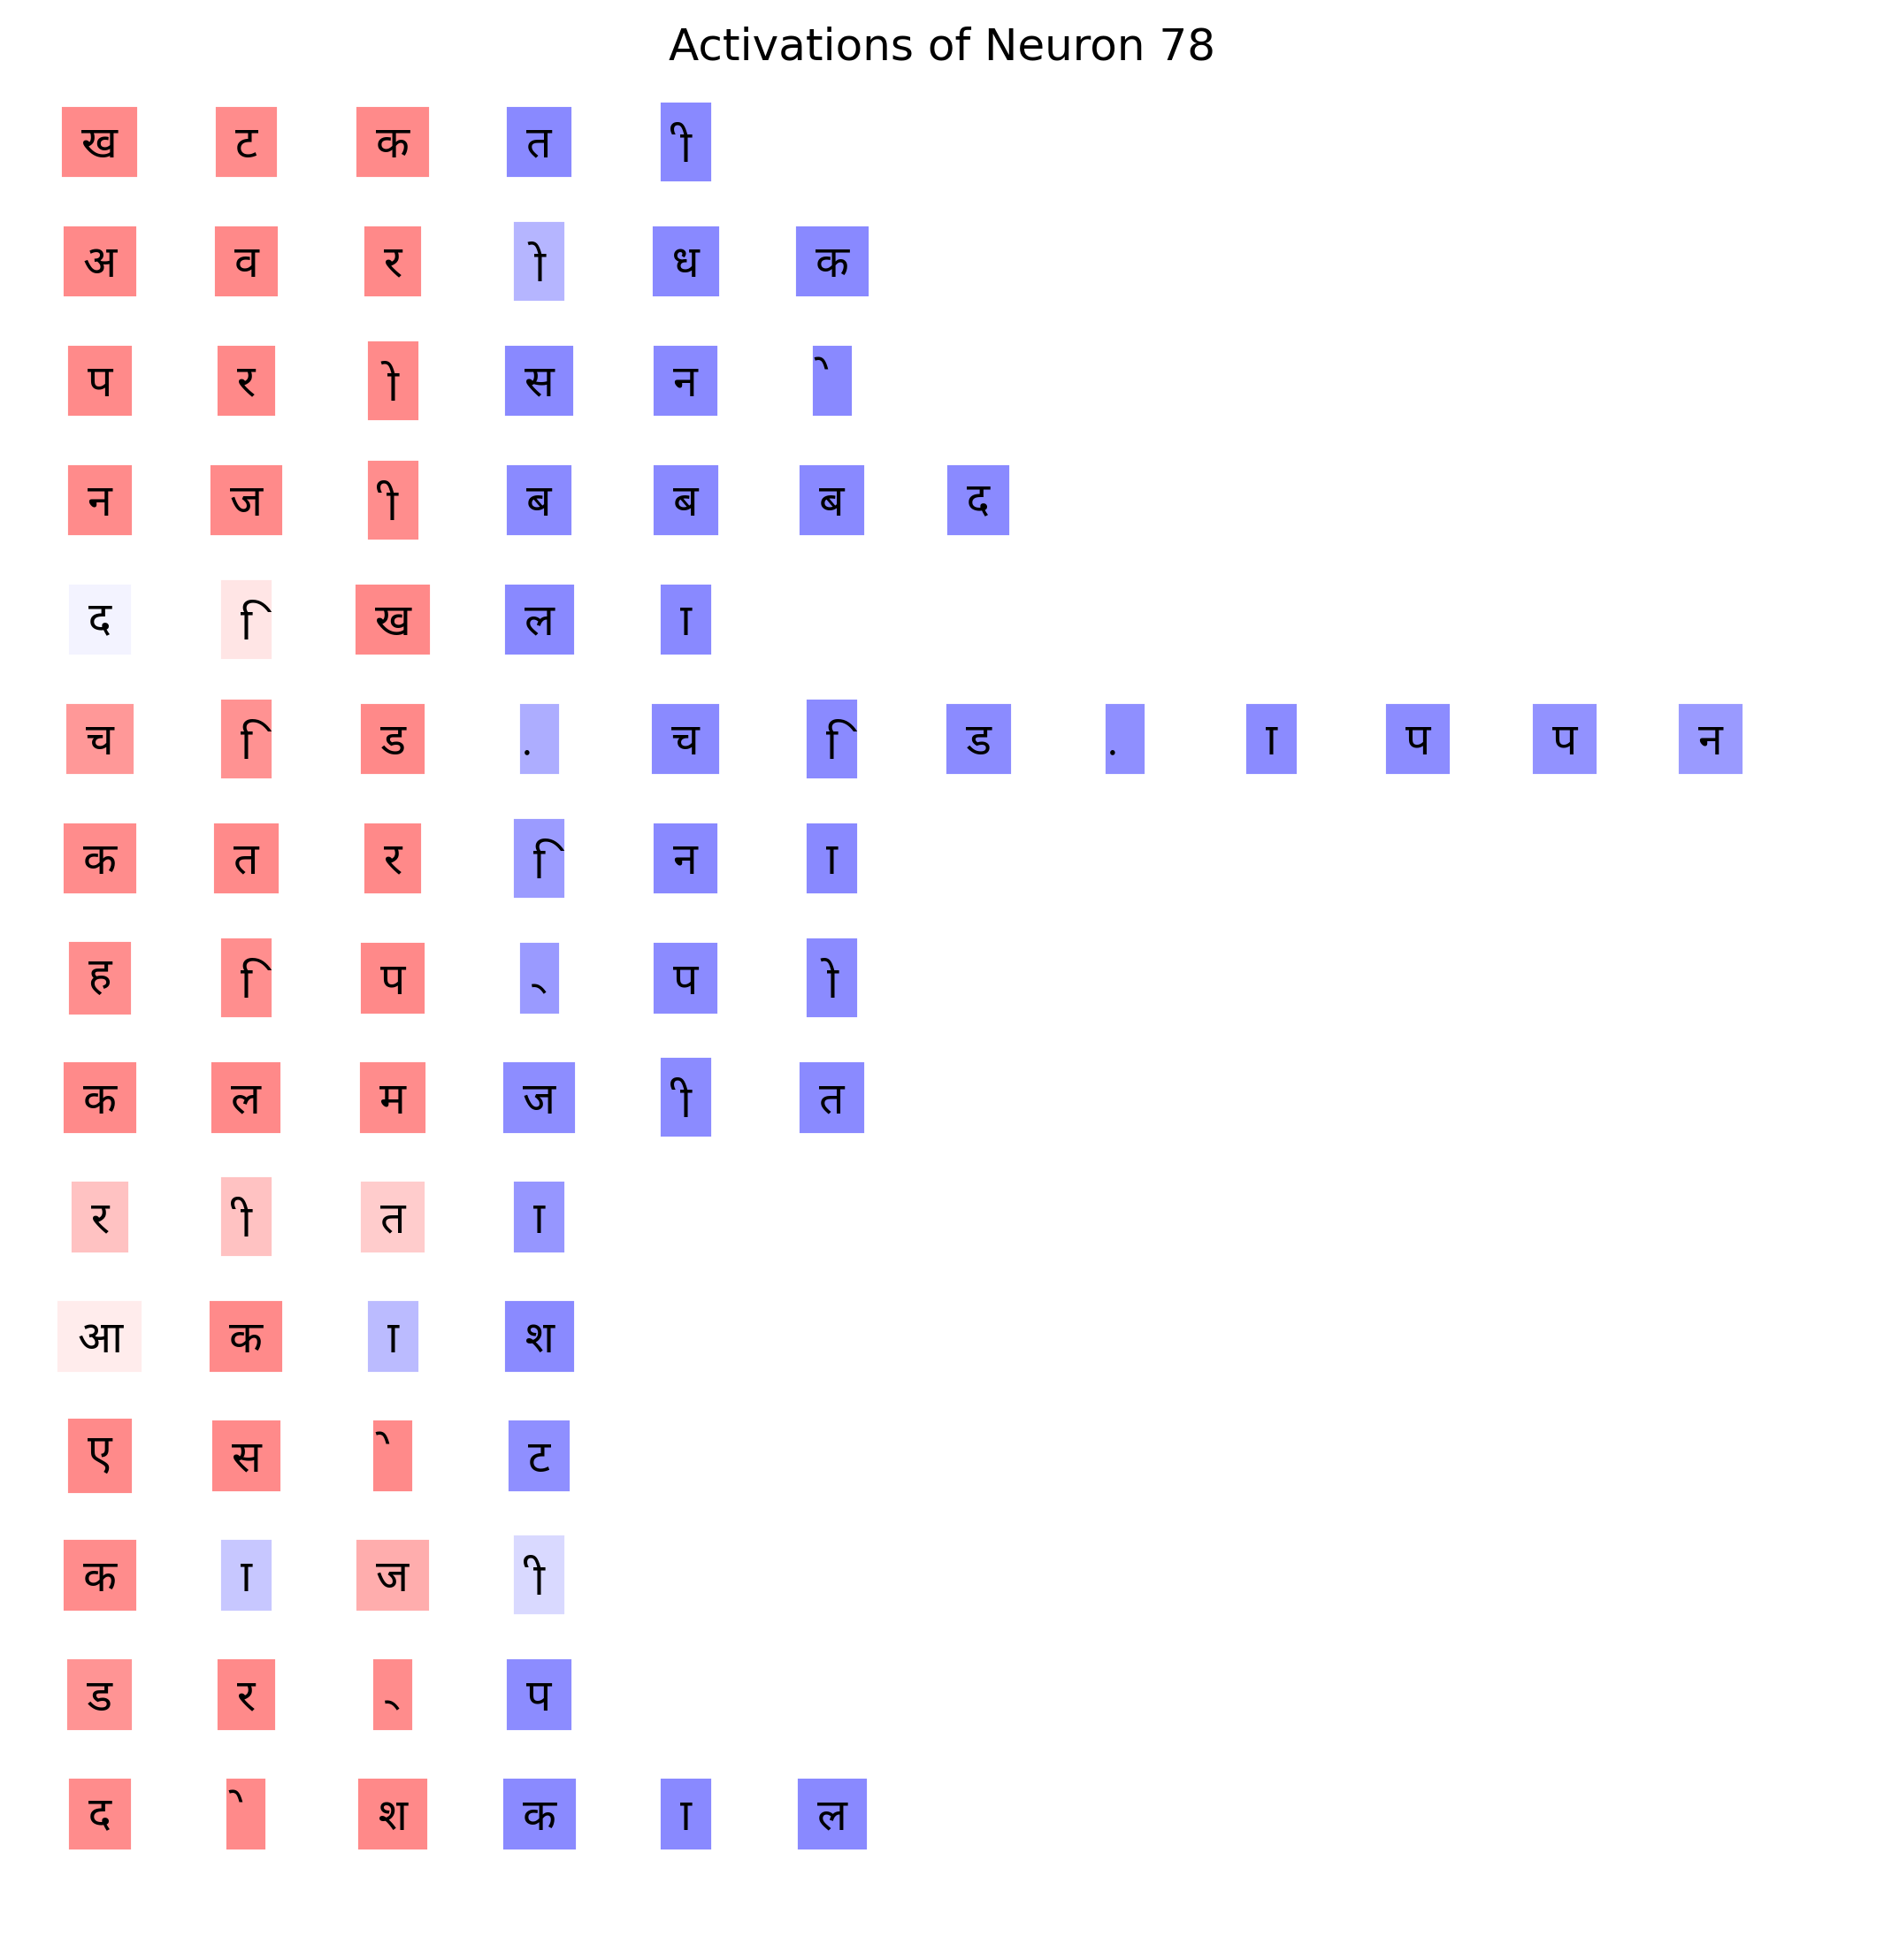 Activations of Neuron 78
ख ट क त ी
अ व र ो ध क
प र ो स न े
न ज ी ब ब ब द
द ि ख ल ा
च ि ड ़ च ि ड ़ ा प प न
क त र ि न ा
ह ि प ् प ो
क ल म ज ी त
र ी त ा
आ क ा श
ए स े ट
क ा ज ी
ड र ् प
द े श क ा ल